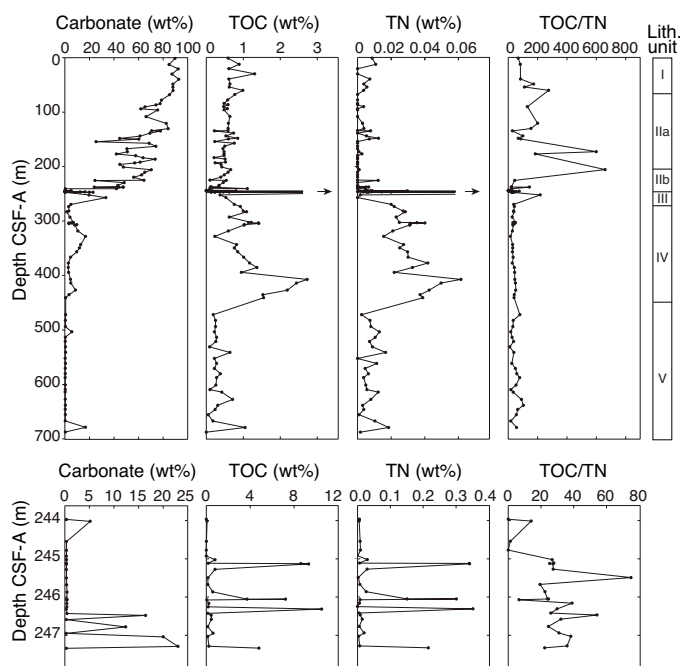 Carbonate (wt%) TOC (wt%) TN (wt%) TOC/TN
0 20 40 60 80 100 0 1 2 3 0 0.02 0.04 0.06 0 200 400 600 800
Lith. unit
0
100
200
300
400
500
600
700
Depth CSF-A (m)
I
IIa
IIb
III
IV
V
Carbonate (wt%) TOC (wt%) TN (wt%) TOC/TN
0 5 10 15 20 25 0 4 8 12 0.0 0.1 0.2 0.3 0.4 0 20 40 60 80
244
245
246
247
Depth CSF-A (m)